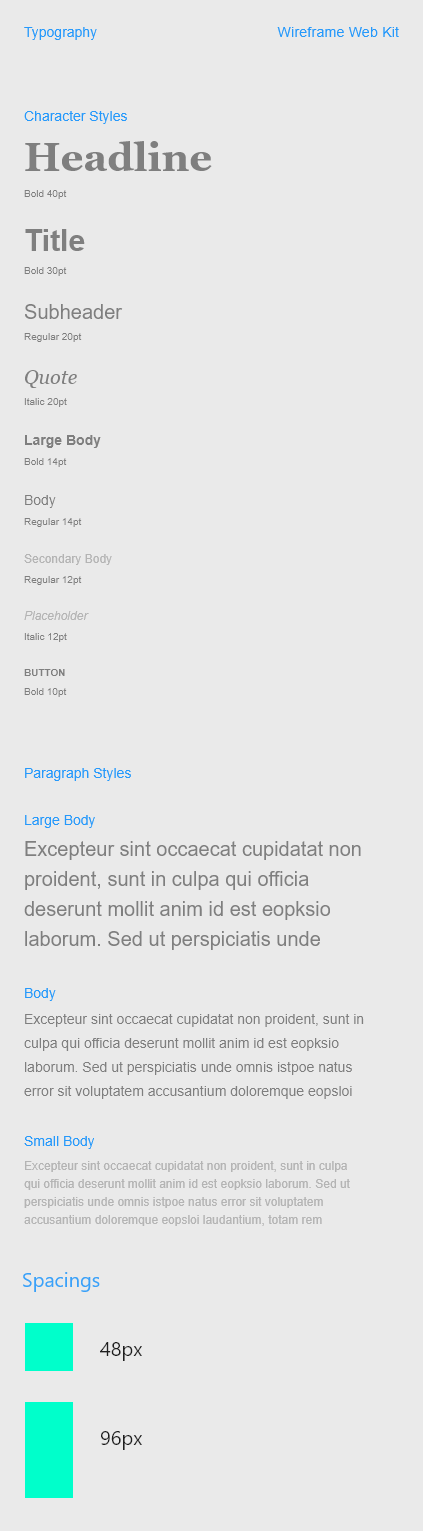 Typography Wireframe Web Kit
Character Styles
Headline
Bold 40pt
Title
Bold 30pt
Subheader
Regular 20pt
Quote
Italic 20pt
Large Body
Bold 14pt
Body
Regular 14pt
Secondary Body
Regular 12pt
Placeholder
Italic 12pt
BUTTON
Bold 10pt
Paragraph Styles
Large Body
Excepteur sint occaecat cupidatat non
proident, sunt in culpa qui officia
deserunt mollit anim id est eopksio
laborum. Sed ut perspiciatis unde
Body
Excepteur sint occaecat cupidatat non proident, sunt in
culpa qui officia deserunt mollit anim id est eopksio
laborum. Sed ut perspiciatis unde omnis istpoe natus
error sit voluptatem accusantium doloremque eopsloi
Small Body
Excepteur sint occaecat cupidatat non proident, sunt in culpa
qui officia deserunt mollit anim id est eopksio laborum. Sed ut
perspiciatis unde omnis istpoe natus error sit voluptatem
accusantium doloremque eopsloi laudantium, totam rem
Spacings
48px
96px